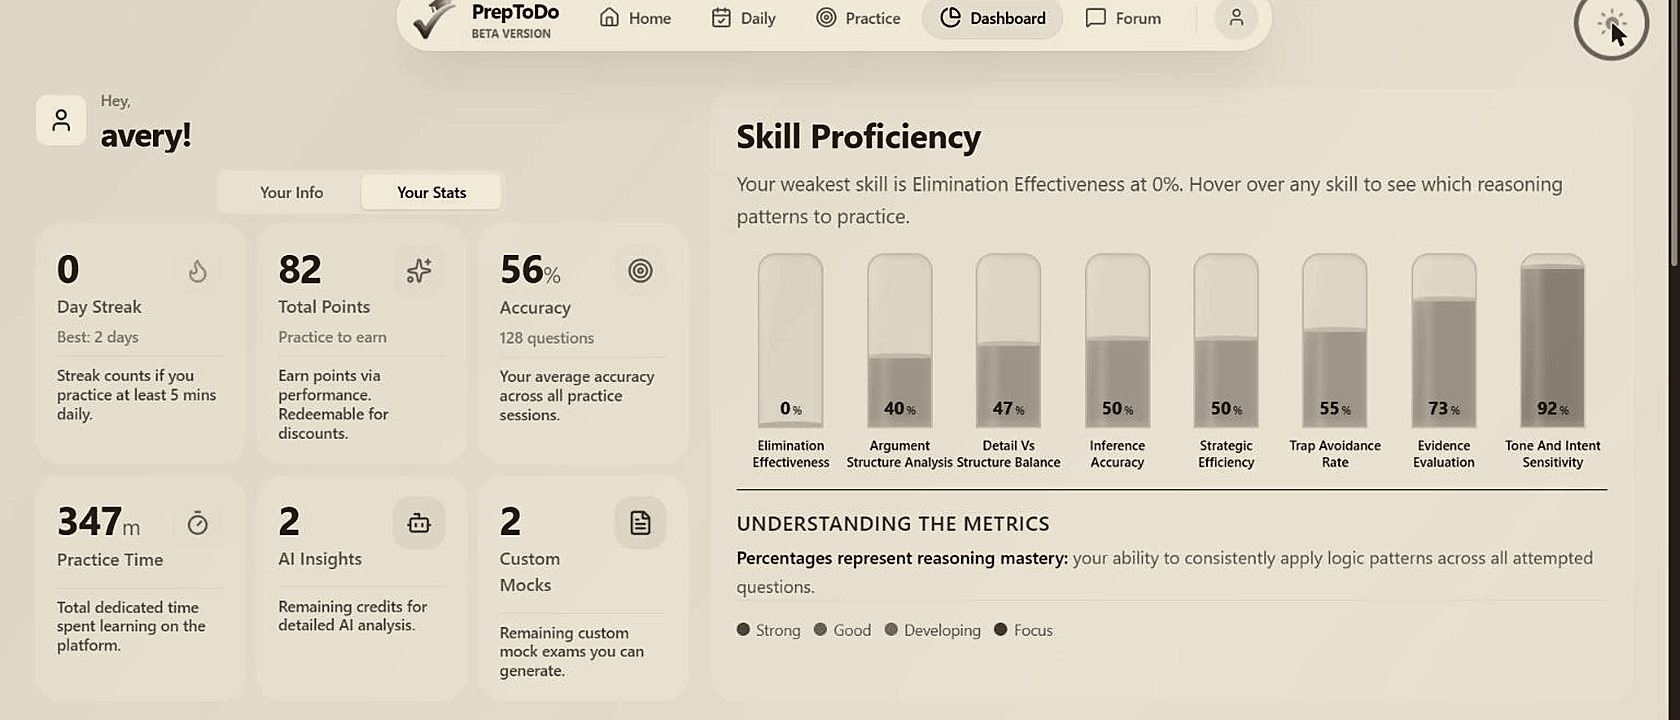 PrepToDo
BETA VERSION
Home
Daily
Practice
Dashboard
Forum
Hey,
avery!
Your Info
Your Stats
0
Day Streak
Best: 2 days
Streak counts if you
practice at least 5 mins
daily.
82
Total Points
Practice to earn
Earn points via
performance.
Redeemable for
discounts.
56%
Accuracy
128 questions
Your average accuracy
across all practice
sessions.
347m
Practice Time
Total dedicated time
spent learning on the
platform.
2
AI Insights
Remaining credits for
detailed AI analysis.
2
Custom
Mocks
Remaining custom
mock exams you can
generate.
Skill Proficiency
Your weakest skill is Elimination Effectiveness at 0%. Hover over any skill to see which reasoning
patterns to practice.
0%
Elimination
Effectiveness
40%
Argument
Structure Analysis
47%
Detail Vs
Structure Balance
50%
Inference
Accuracy
50%
Strategic
Efficiency
55%
Trap Avoidance
Rate
73%
Evidence
Evaluation
92%
Tone And Intent
Sensitivity
UNDERSTANDING THE METRICS
Percentages represent reasoning mastery: your ability to consistently apply logic patterns across all attempted
questions.
Strong
Good
Developing
Focus